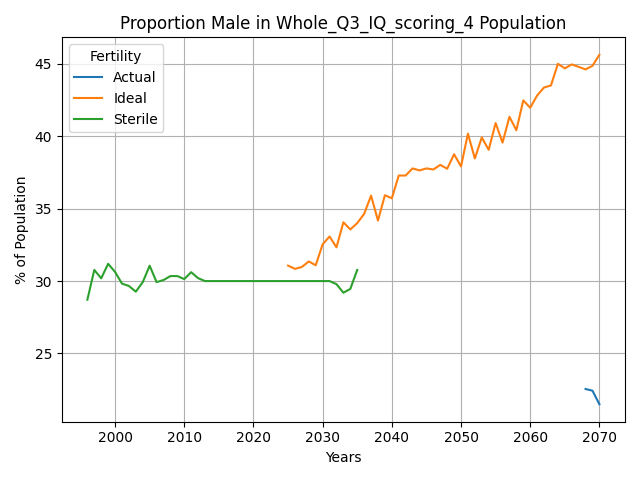 Proportion Male in Whole_Q3_IQ_scoring_4 Population
Fertility
Actual
Ideal
Sterile
% of Population
45
40
35
30
25
2000 2010 2020 2030 2040 2050 2060 2070
Years